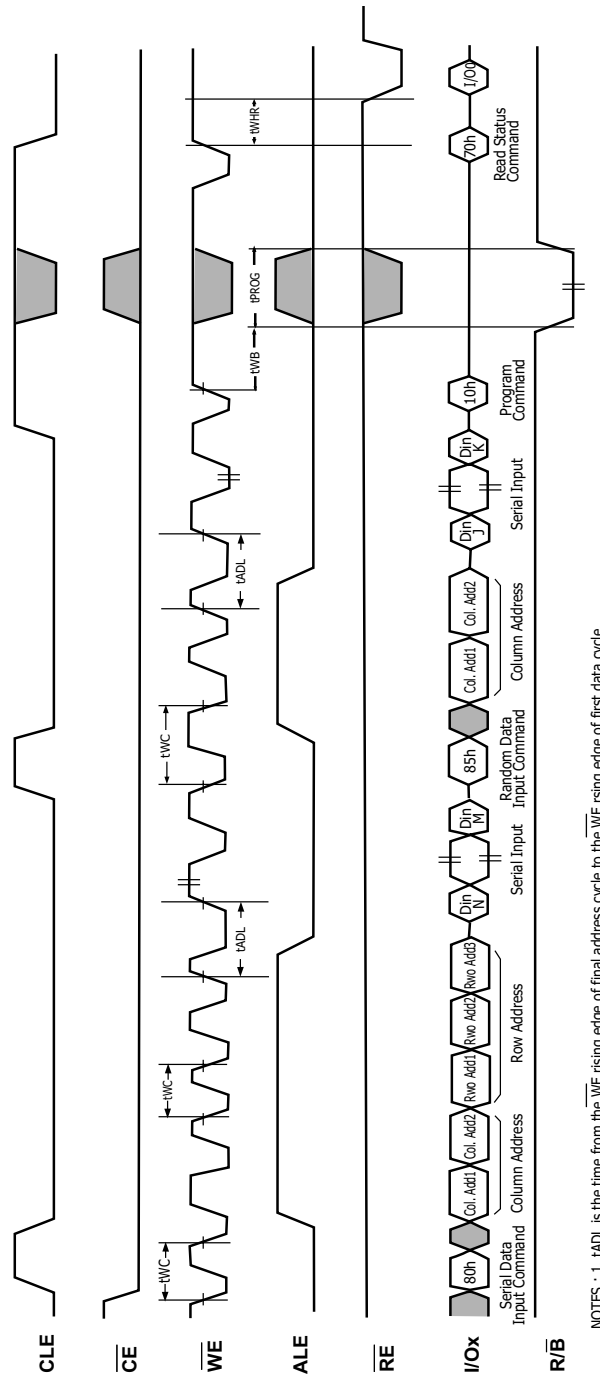 CLE
CE
tWC
tWC
tADL
tWC
tADL
tWB
tPROG
tWHR
WE
ALE
RE
I/Ox
80h
Col. Add1
Col. Add2
Rwo Add1
Rwo Add2
Rwo Add3
Din
N
Din
M
85h
Col. Add1
Col. Add2
Din
J
Din
K
10h
70h
I/O0
Serial Data
Input Command
Column Address
Row Address
Serial Input
Random Data
Input Command
Column Address
Serial Input
Program
Command
Read Status
Command
R/B
NOTES : 1. tADL is the time from the WE rising edge of final address cycle to the WE rsing edge of first data cycle.